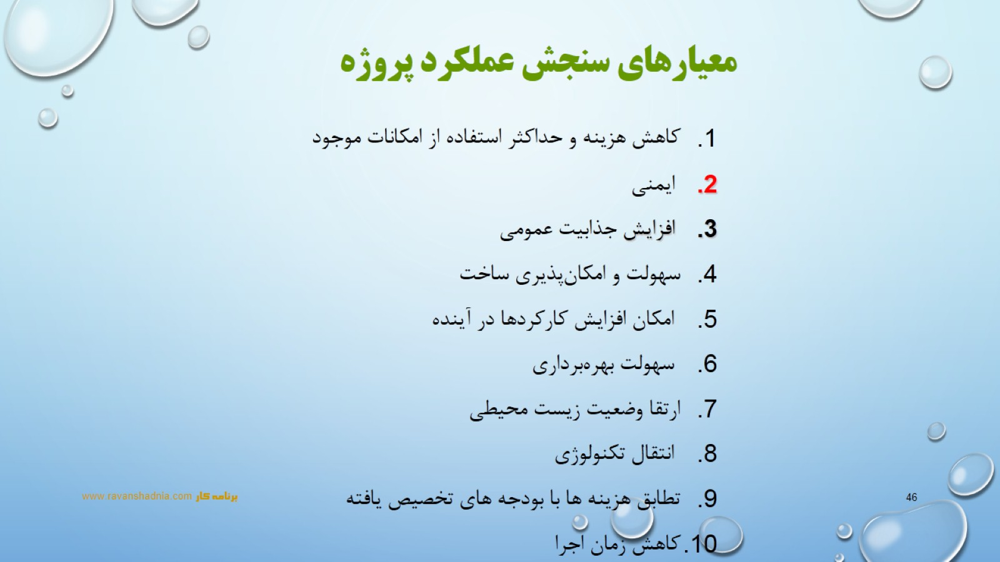 معیارهای سنجش عملکرد پروژه
1. کاهش هزینه و حداکثر استفاده از امکانات موجود
2. ایمنی
3. افزایش جذابیت عمومی
4. سهولت و امکان‌پذیری ساخت
5. امکان افزایش کارکردها در آینده
6. سهولت بهره‌برداری
7. ارتقا وضعیت زیست محیطی
8. انتقال تکنولوژی
9. تطابق هزینه ها با بودجه های تخصیص یافته
10. کاهش زمان اجرا
46
برنامه کار www.ravanshadnia.com